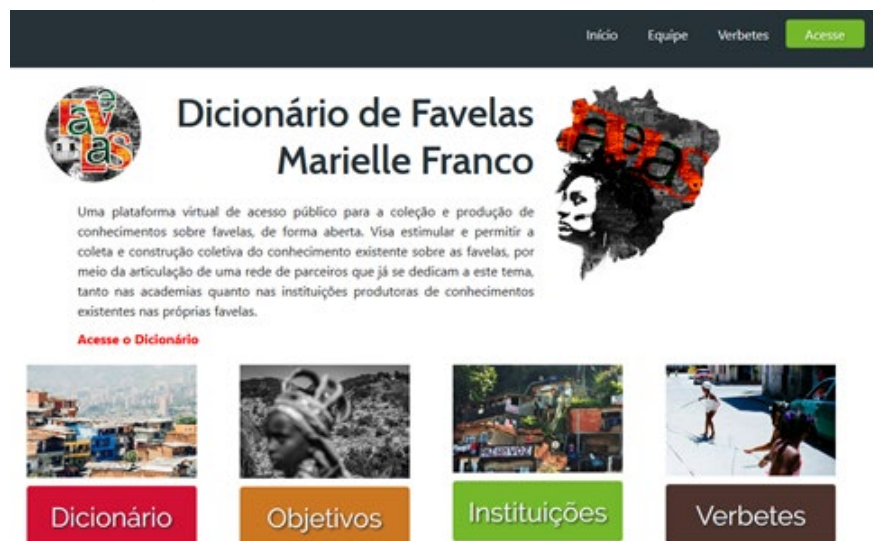 Início Equipe Verbetes Acesse
Favelas
Dicionário de Favelas
Marielle Franco
Uma plataforma virtual de acesso público para a coleção e produção de
conhecimentos sobre favelas, de forma aberta. Visa estimular e permitir a
coleta e construção coletiva do conhecimento existente sobre as favelas, por
meio da articulação de uma rede de parceiros que já se dedicam a este tema,
tanto nas academias quanto nas instituições produtoras de conhecimentos
existentes nas próprias favelas.
Acesse o Dicionário
Dicionário Objetivos Instituições Verbetes